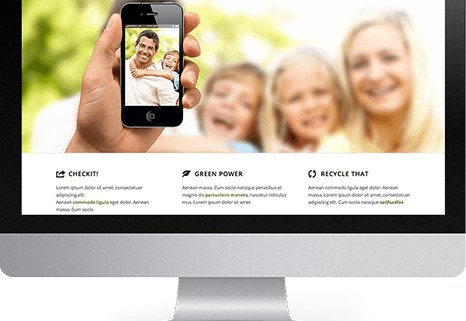 CHECKIT!
Lorem ipsum dolor sit amet, consectetuer
adipiscing elit.
Aenean commodo ligula eget dolor. Aenean
massa. Cum sociis
GREEN POWER
Aenean massa. Cum sociis natoque penatibus et
magnis dis parturient montes, nascetur ridiculus
mus. Lorem ipsum dolor sit amet
RECYCLE THAT
Aenean commodo ligula eget dolor. Aenean
massa. Lorem ipsum dolor sit amet, consectetuer
adipiscing elit. Cum sociis natoque sadfsadfsa